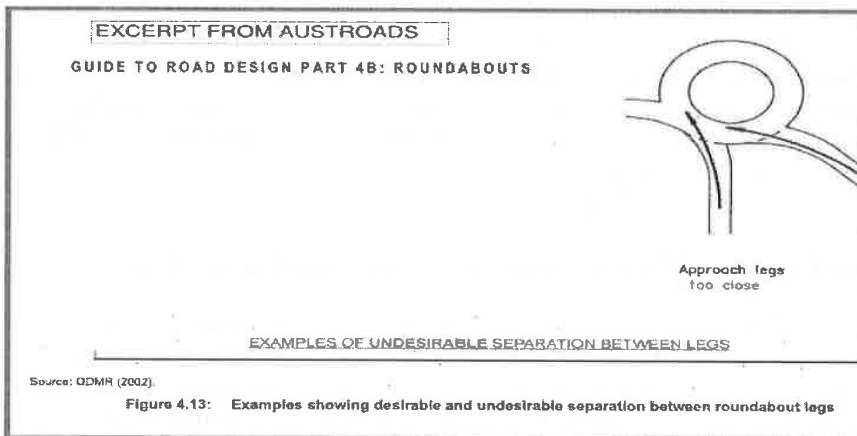 EXCERPT FROM AUSTROADS
GUIDE TO ROAD DESIGN PART 4B: ROUNDABOUTS
Approach legs
too close
EXAMPLES OF UNDESIRABLE SEPARATION BETWEEN LEGS
Source: QDMR (2002).
Figure 4.13: Examples showing desirable and undesirable separation between roundabout legs